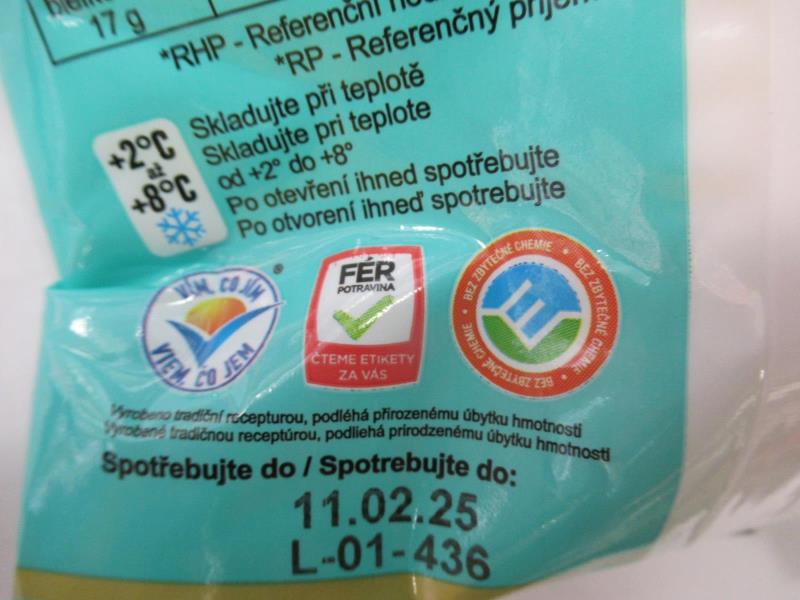 17 g
*RHP - Referenční
*RP - Referenčný
+2°C
až
+8°C
Skladujte při teplotě
Skladujte pri teplote
od +2° do +8°
Po otevření ihned spotřebujte
Po otvorení ihneď spotrebujte
VÍM, CO JÍM
VIEM, ČO JEM
®
FÉR
POTRAVINA
ČTEME ETIKETY
ZA VÁS
BEZ ZBYTEČNÉ CHEMIE • BEZ ZBYTEČNÉ CHEMIE • BEZ ZBYTEČNÉ CHEMIE •
Vyrobeno tradiční recepturou, podléhá přirozenému úbytku hmotnosti
Vyrobené tradičnou receptúrou, podlieha prirodzenému úbytku hmotnosti
Spotřebujte do / Spotrebujte do:
11.02.25
L-01-436